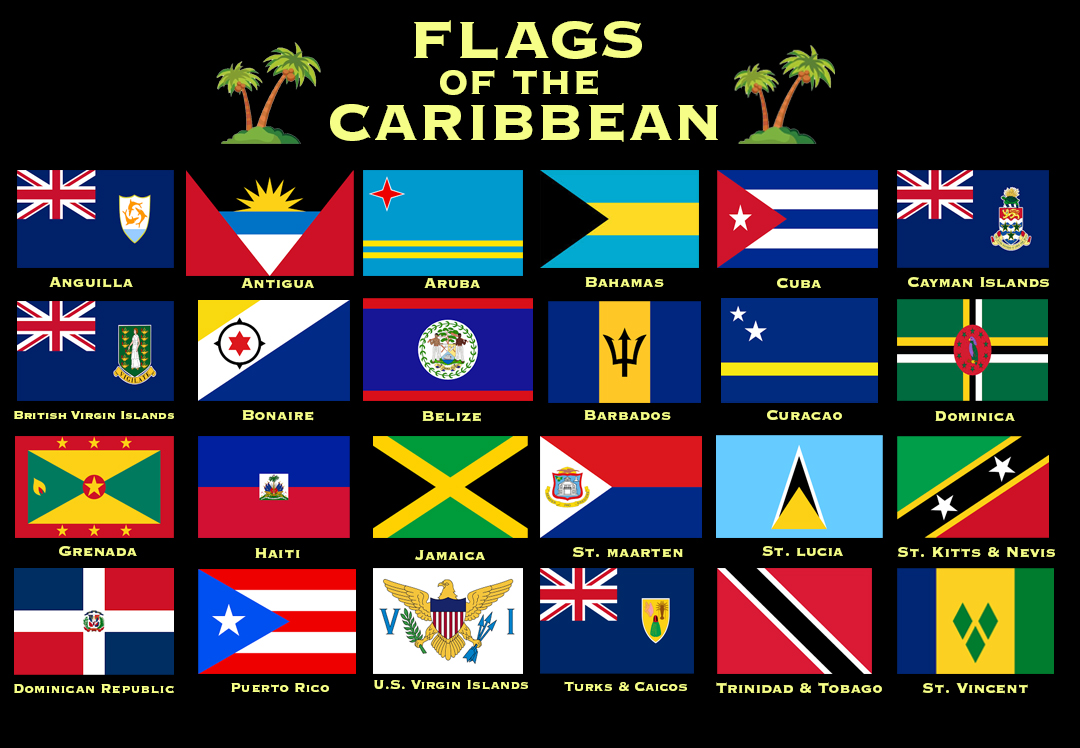 FLAGS
OF THE
CARIBBEAN
ANGUILLA
ANTIGUA
ARUBA
BAHAMAS
CUBA
CAYMAN ISLANDS
VIGILATE
BRITISH VIRGIN ISLANDS
BONAIRE
BELIZE
BARBADOS
CURACAO
DOMINICA
GRENADA
HAITI
JAMAICA
ST. MAARTEN
ST. LUCIA
ST. KITTS & NEVIS
V I
DOMINICAN REPUBLIC
PUERTO RICO
U.S. VIRGIN ISLANDS
TURKS & CAICOS
TRINIDAD & TOBAGO
ST. VINCENT